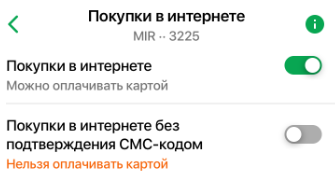 Покупки в интернете
MIR ·· 3225
Покупки в интернете
Можно оплачивать картой
Покупки в интернете без
подтверждения СМС-кодом
Нельзя оплачивать картой